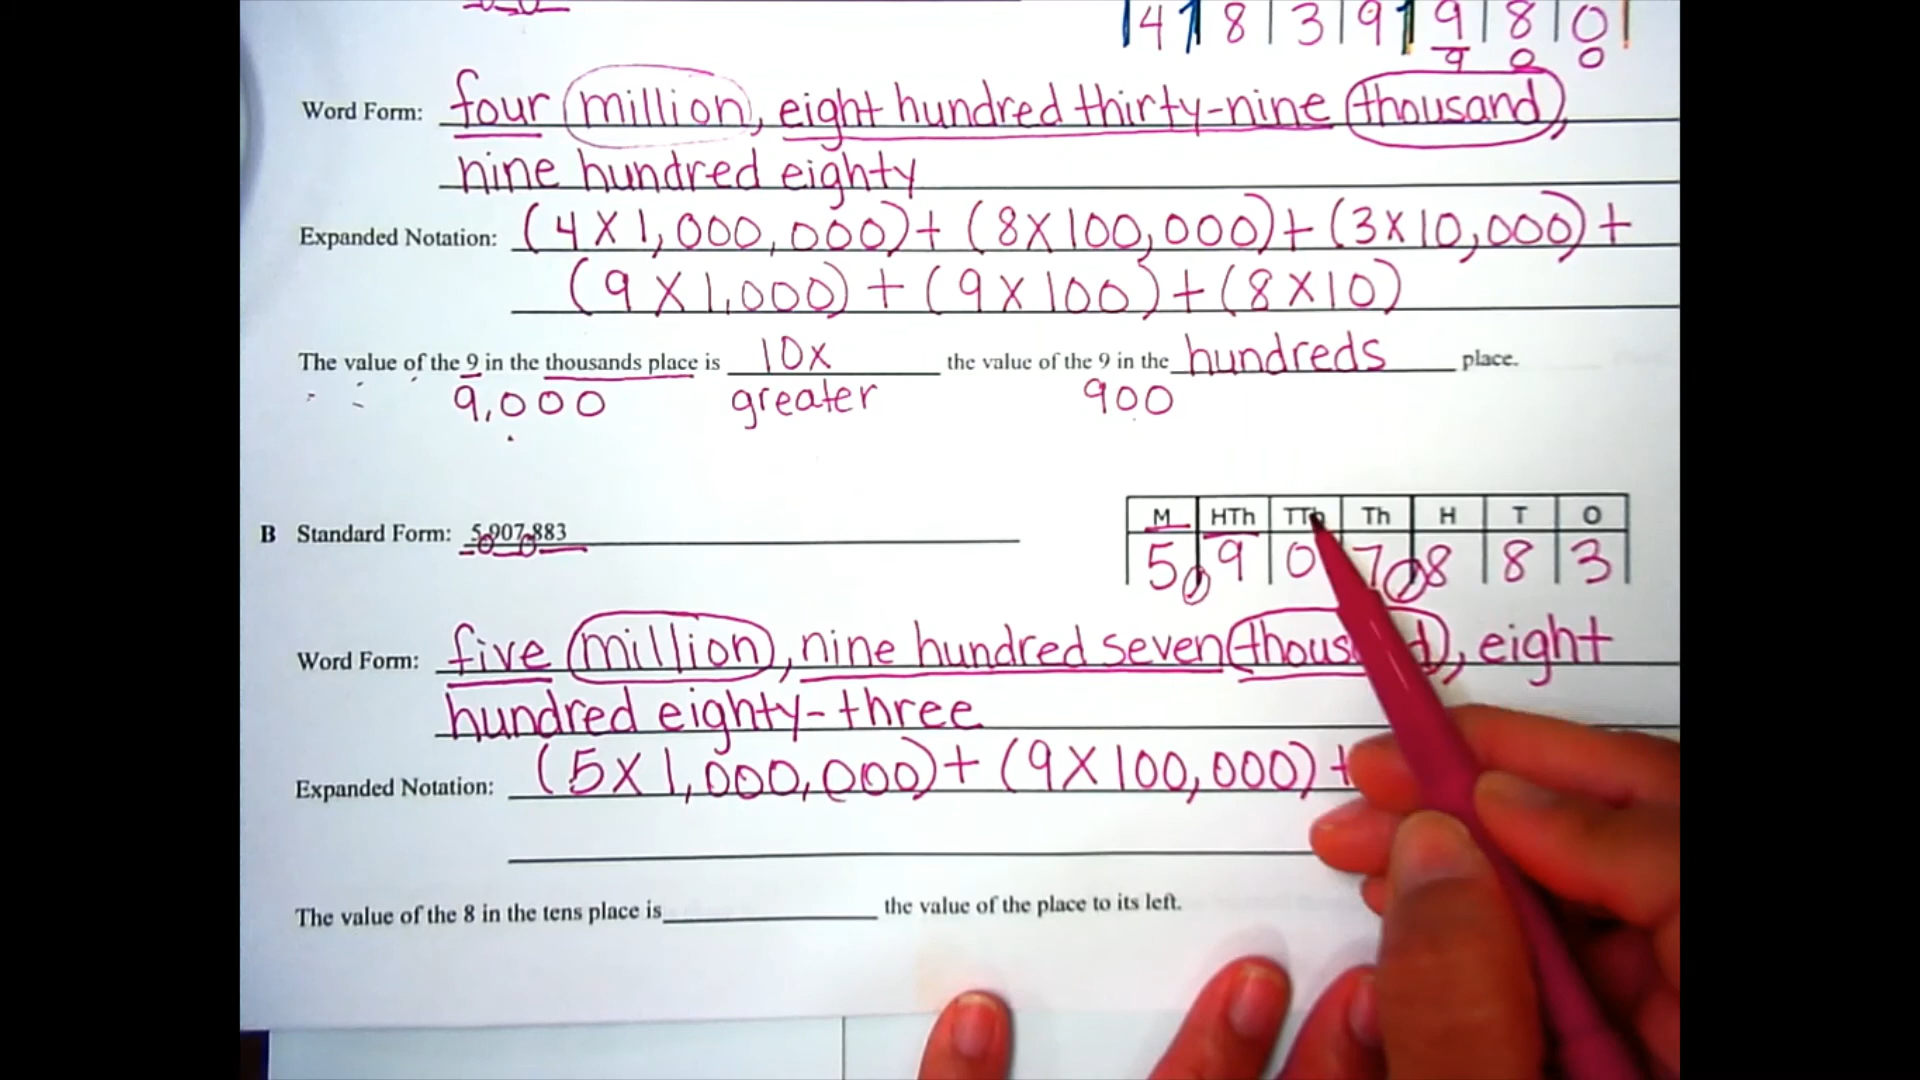 4 8 3 9 9 8 0
9 0 0
Word Form: four million, eight hundred thirty-nine thousand,
nine hundred eighty
Expanded Notation: (4 X 1,000,000) + (8 X 100,000) + (3 X 10,000) +
(9 X 1,000) + (9 X 100) + (8 X 10)
The value of the 9 in the thousands place is 10x the value of the 9 in the hundreds place.
9,000 greater 900
B Standard Form: 5,907,883
M HTh TTh Th H T O
5, 9 0 7, 8 8 3
Word Form: five million, nine hundred seven thousand, eight
hundred eighty-three
Expanded Notation: (5 X 1,000,000) + (9 X 100,000) +
The value of the 8 in the tens place is the value of the place to its left.